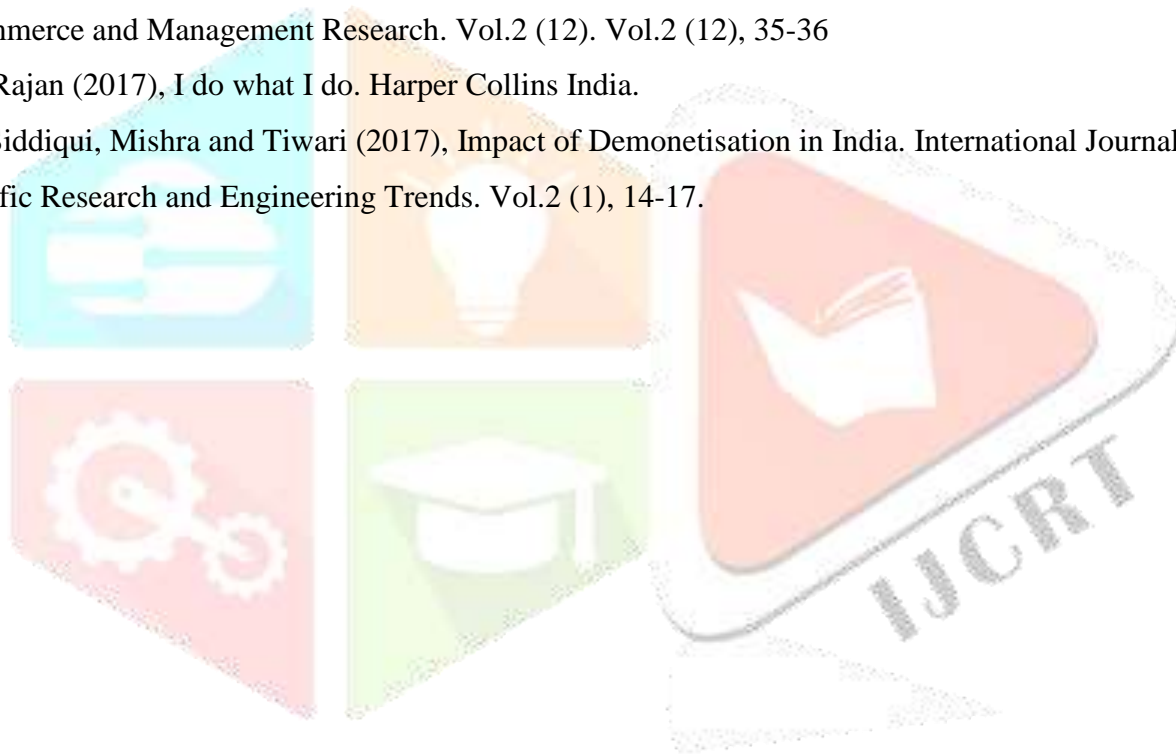 mmerce and Management Research. Vol.2 (12). Vol.2 (12), 35-36
Rajan (2017), I do what I do. Harper Collins India.
iddiqui, Mishra and Tiwari (2017), Impact of Demonetisation in India. International Journal
fic Research and Engineering Trends. Vol.2 (1), 14-17.
IJCRT